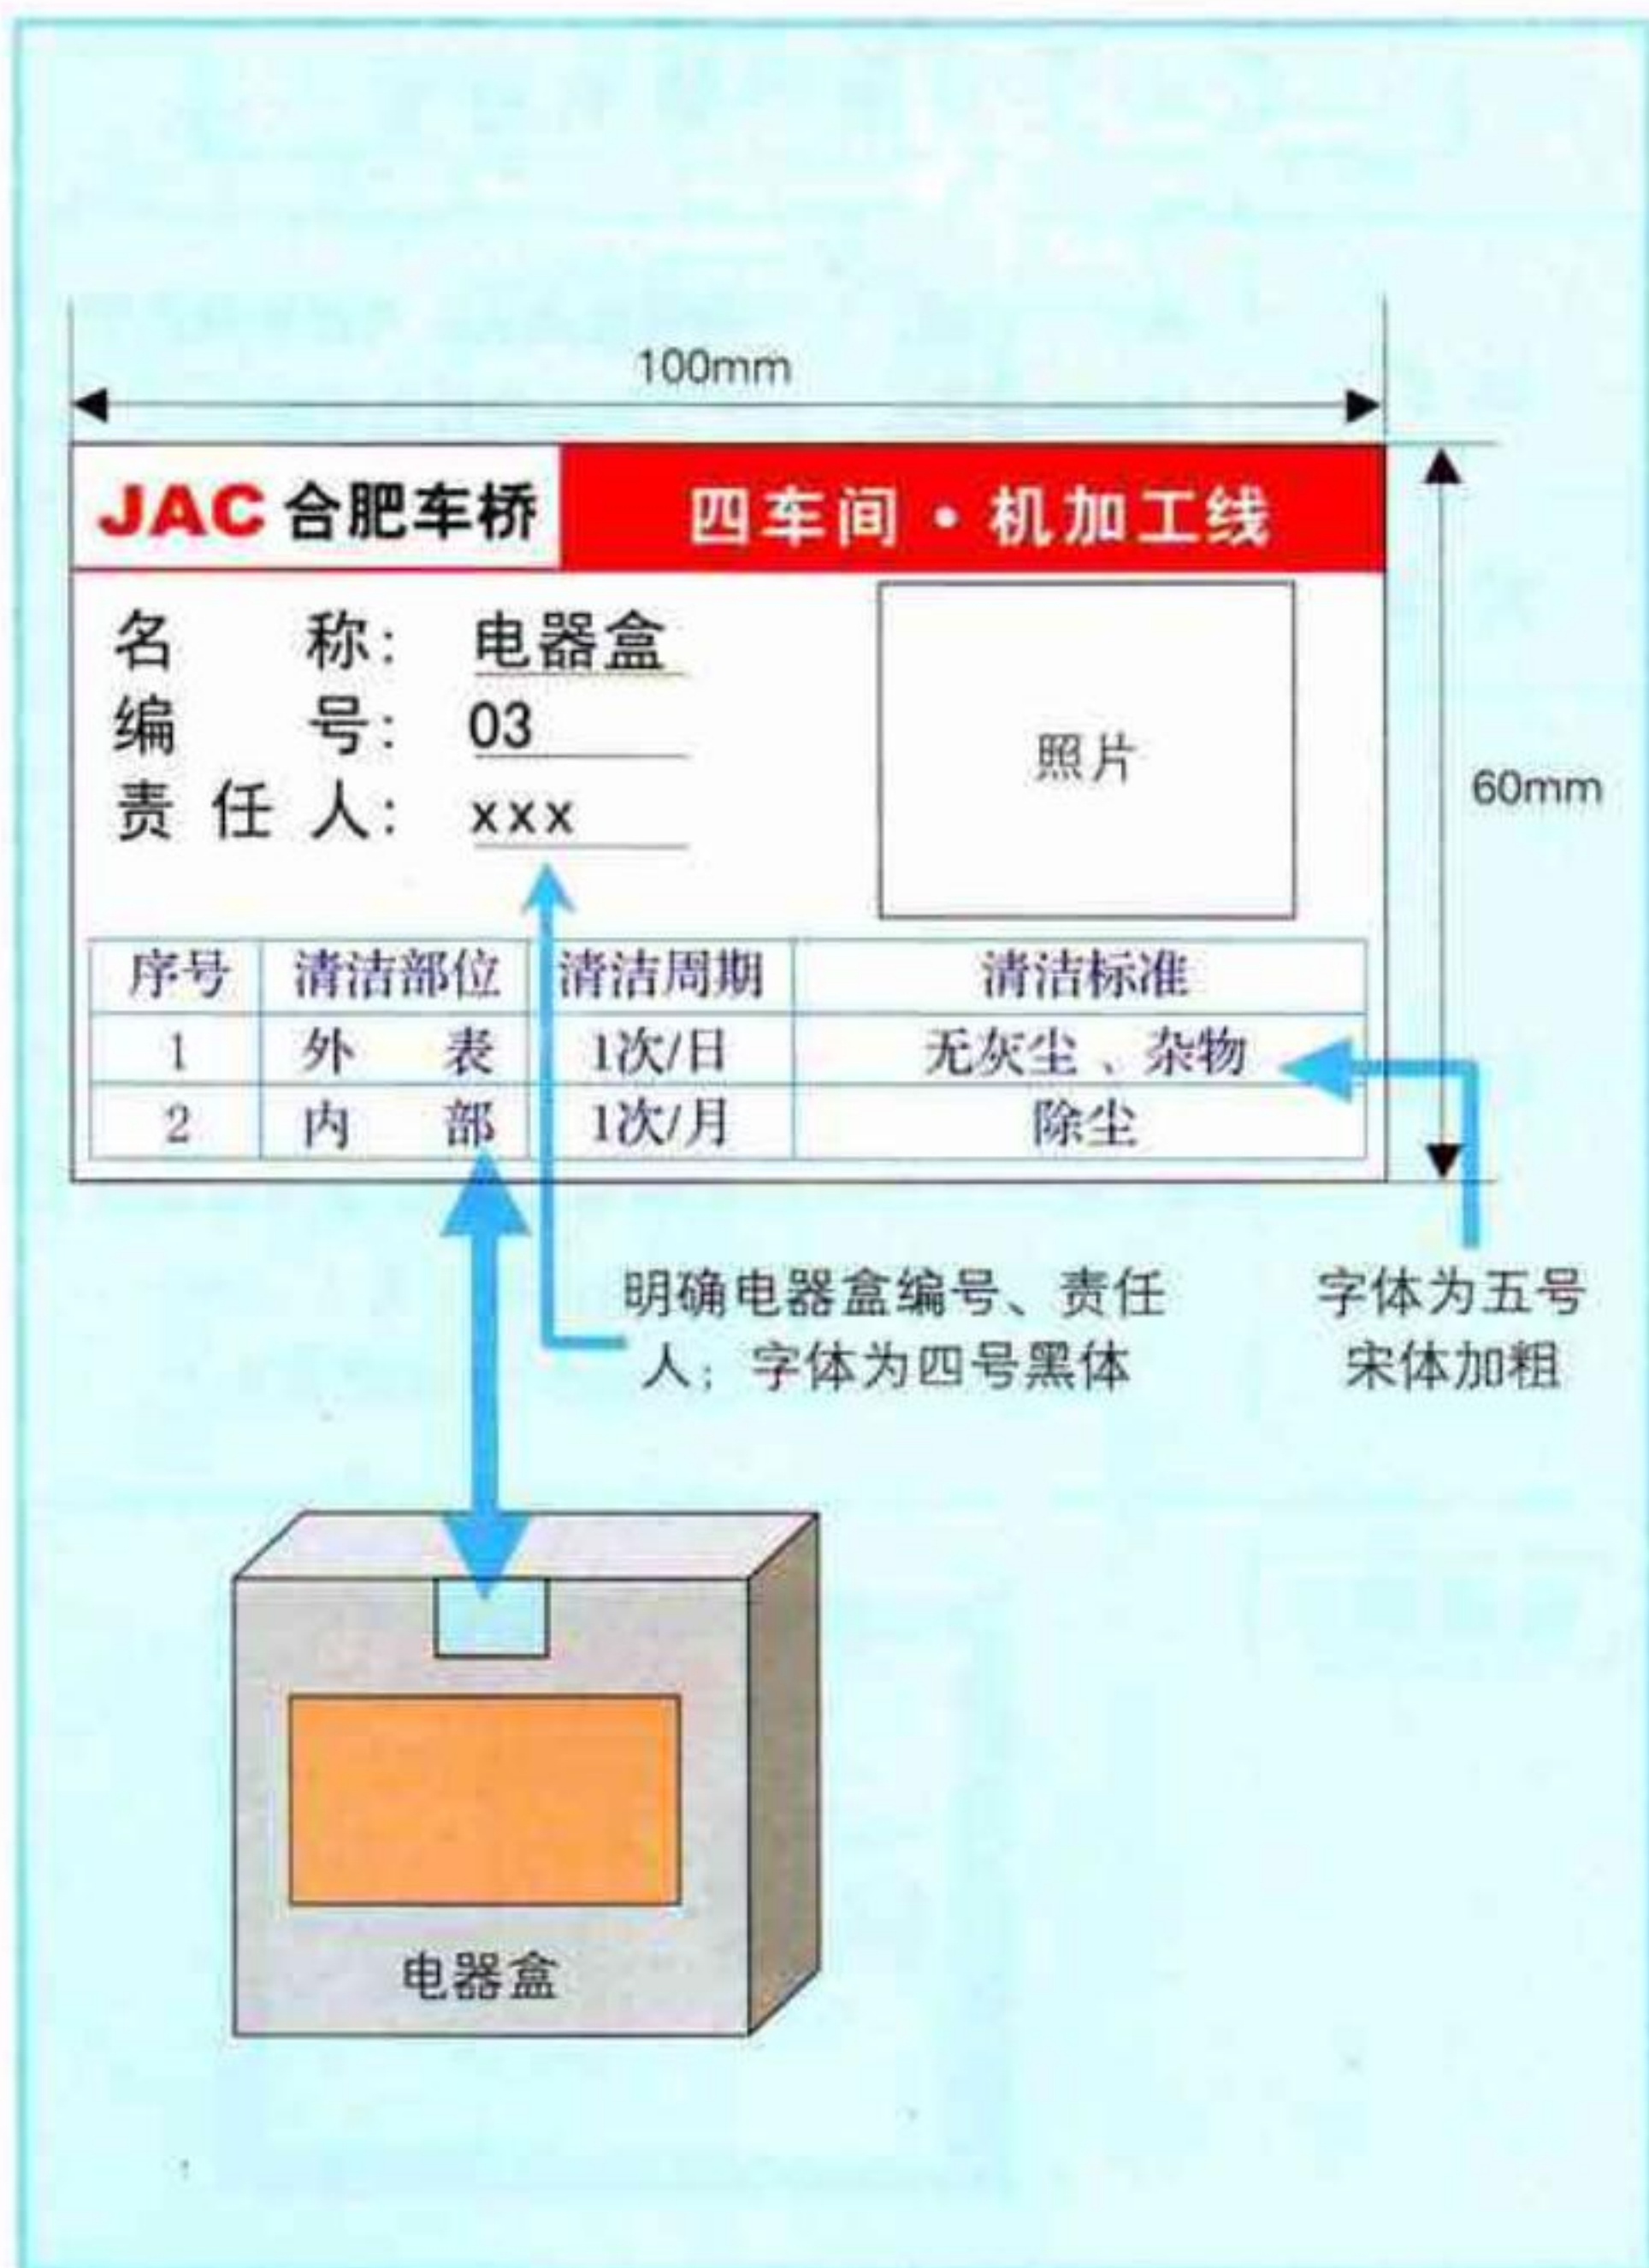 100mm
JAC 合肥车桥 四车间·机加工线
名称: 电器盒
编号: 03
责任人: xxx
照片
60mm
序号 清洁部位 清洁周期 清洁标准
1 外表 1次/日 无灰尘、杂物
2 内部 1次/月 除尘
明确电器盒编号、责任
人; 字体为四号黑体
字体为五号
宋体加粗
电器盒